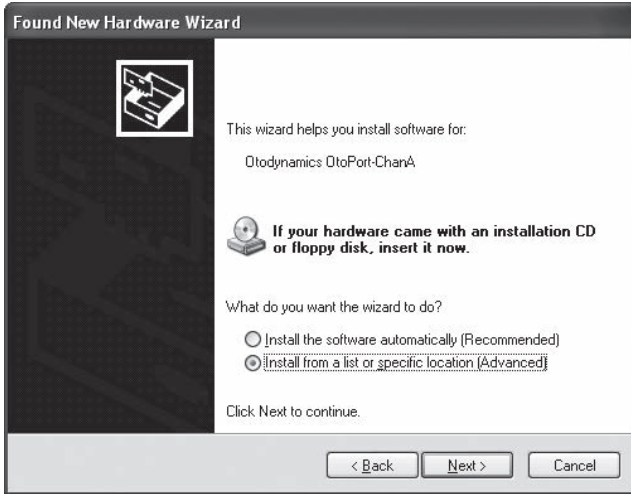 Found New Hardware Wizard
This wizard helps you install software for:
Otodynamics OtoPort-ChanA
If your hardware came with an installation CD
or floppy disk, insert it now.
What do you want the wizard to do?
Install the software automatically (Recommended)
Install from a list or specific location (Advanced)
Click Next to continue.
< Back
Next >
Cancel